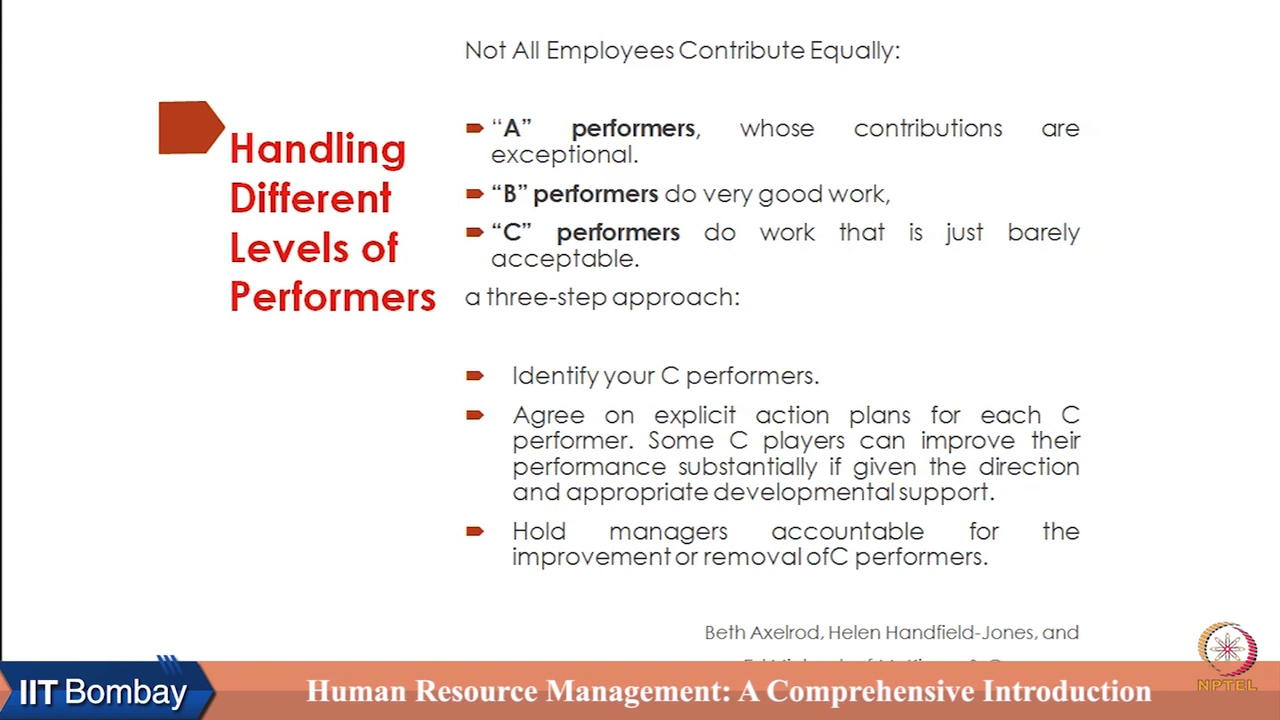 Not All Employees Contribute Equally:
Handling
Different
Levels of
Performers
“A” performers, whose contributions are
exceptional.
“B” performers do very good work,
“C” performers do work that is just barely
acceptable.
a three-step approach:
Identify your C performers.
Agree on explicit action plans for each C
performer. Some C players can improve their
performance substantially if given the direction
and appropriate developmental support.
Hold managers accountable for the
improvement or removal ofC performers.
Beth Axelrod, Helen Handfield-Jones, and
IIT Bombay
Human Resource Management: A Comprehensive Introduction
NPTEL